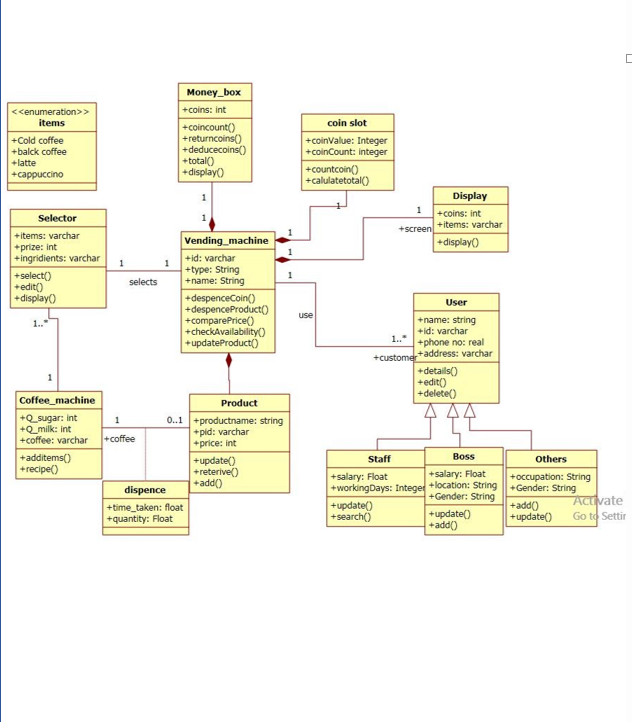 Money_box
+coins: int
+coincount()
+returncoins()
+deducecoins()
+total()
+display()
<<enumeration>>
items
+Cold coffee
+balck coffee
+latte
+cappuccino
coin slot
+coinValue: Integer
+coinCount: integer
+countcoin()
+calulatetotal()
Display
+coins: int
+items: varchar
+display()
Selector
+items: varchar
+prize: int
+ingridients: varchar
+select()
+edit()
+display()
Vending_machine
+id: varchar
+type: String
+name: String
+despenceCoin()
+despenceProduct()
+comparePrice()
+checkAvailability()
+updateProduct()
1
1
1
1
1
1
+screen
1
1
selects
1
use
1..*
+customer
User
+name: string
+id: varchar
+phone no: real
+address: varchar
+details()
+edit()
+delete()
1..*
1
Coffee_machine
+Q_sugar: int
+Q_milk: int
+coffee: varchar
+additems()
+recipe()
1
0..1
+coffee
Product
+productname: string
+pid: varchar
+price: int
+update()
+reterive()
+add()
dispence
+time_taken: float
+quantity: Float
Staff
+salary: Float
+workingDays: Integer
+update()
+search()
Boss
+salary: Float
+location: String
+Gender: String
+update()
+add()
Others
+occupation: String
+Gender: String
+add()
+update()
Activate
Go to Settin